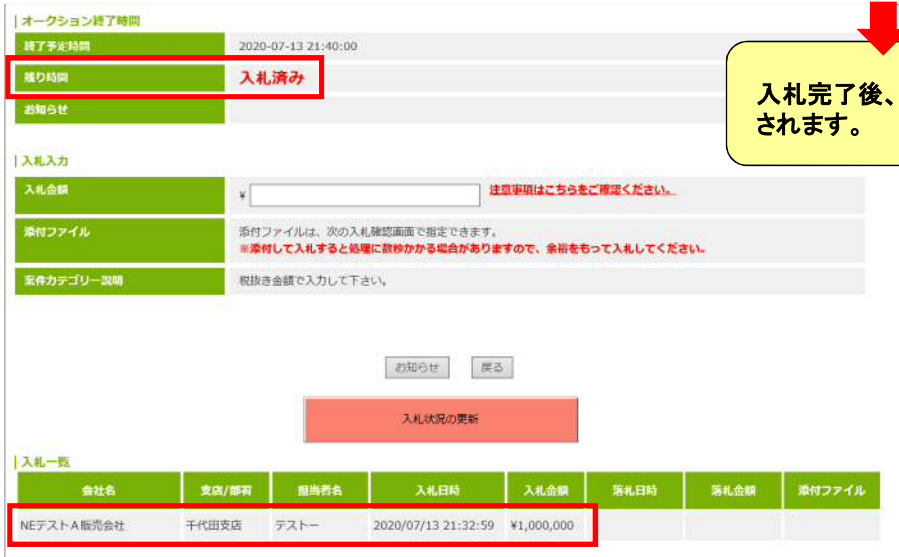 オークション終了時間
終了予定時間 2020-07-13 21:40:00
残り時間 入札済み
お知らせ
入札完了後、
されます。
入札入力
入札金額 ¥ 注意事項はこちらをご確認ください。
添付ファイル 添付ファイルは、次の入札確認画面で指定できます。
※添付して入札すると処理に数秒かかる場合がありますので、余裕をもって入札してください。
案件カテゴリー説明 税抜き金額で入力して下さい。
お知らせ 戻る
入札状況の更新
入札一覧
会社名 支店/部署 担当者名 入札日時 入札金額 落札日時 落札金額 添付ファイル
NEテストA販売会社 千代田支店 テスト一 2020/07/13 21:32:59 ¥1,000,000